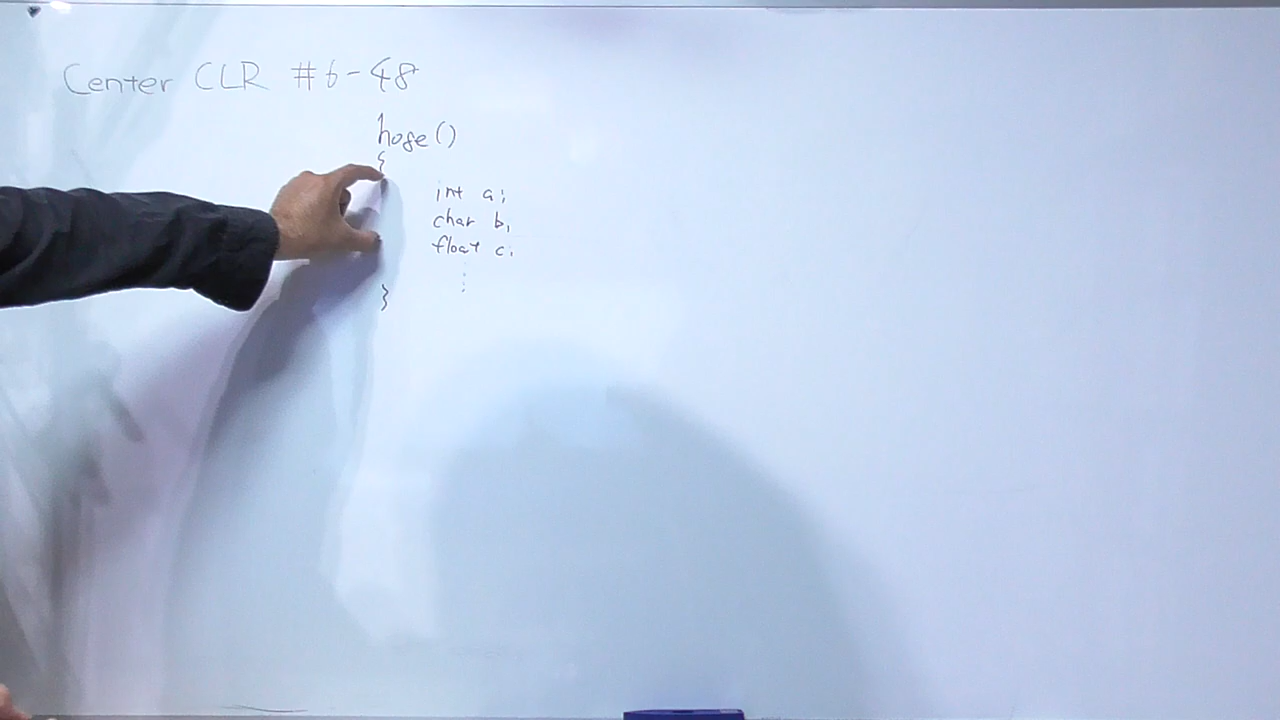 Center CLR #6-48
hoge()
{
int a;
char b,
float c;
}